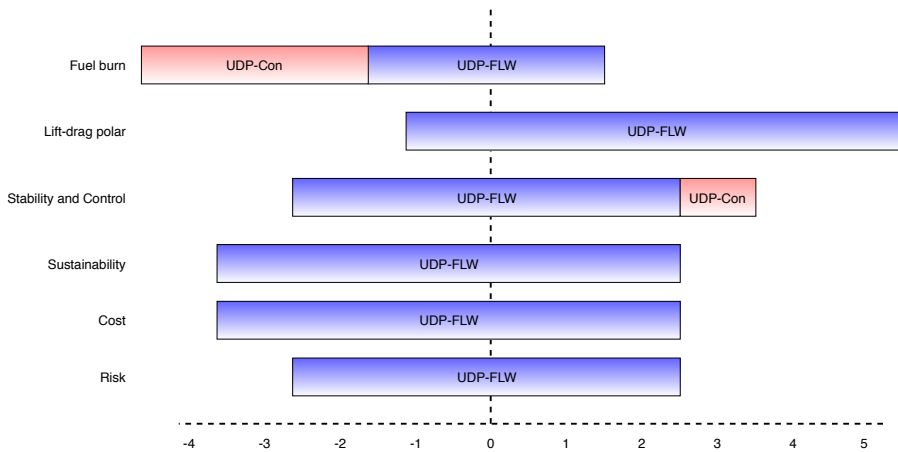 Fuel burn UDP-Con UDP-FLW
Lift-drag polar UDP-FLW
Stability and Control UDP-FLW UDP-Con
Sustainability UDP-FLW
Cost UDP-FLW
Risk UDP-FLW
-4 -3 -2 -1 0 1 2 3 4 5